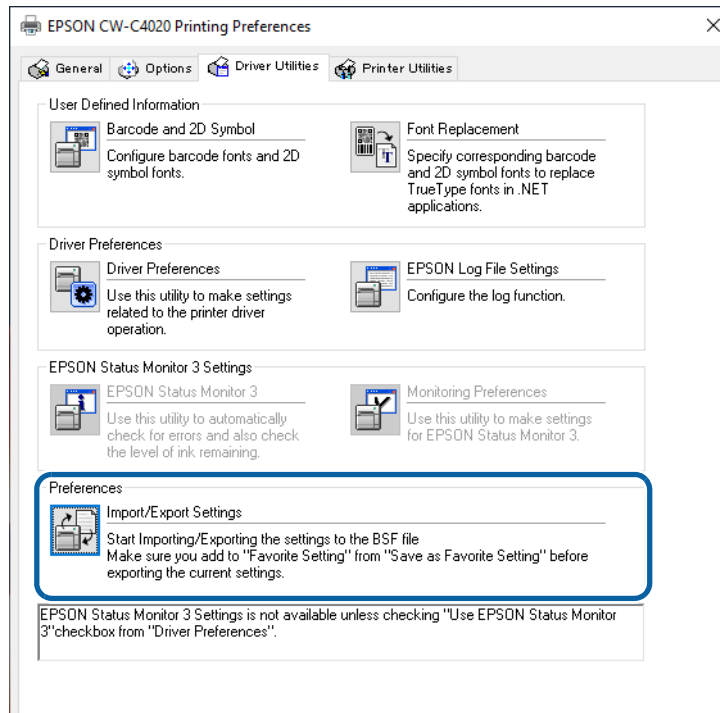 EPSON CW-C4020 Printing Preferences
General
Options
Driver Utilities
Printer Utilities
User Defined Information
Barcode and 2D Symbol
Configure barcode fonts and 2D
symbol fonts.
Font Replacement
Specify corresponding barcode
and 2D symbol fonts to replace
TrueType fonts in .NET
applications.
Driver Preferences
Driver Preferences
Use this utility to make settings
related to the printer driver
operation.
EPSON Log File Settings
Configure the log function.
EPSON Status Monitor 3 Settings
EPSON Status Monitor 3
Use this utility to automatically
check for errors and also check
the level of ink remaining.
Monitoring Preferences
Use this utility to make settings
for EPSON Status Monitor 3.
Preferences
Import/Export Settings
Start Importing/Exporting the settings to the BSF file
Make sure you add to "Favorite Setting" from "Save as Favorite Setting" before
exporting the current settings.
EPSON Status Monitor 3 Settings is not available unless checking "Use EPSON Status Monitor
3"checkbox from "Driver Preferences".